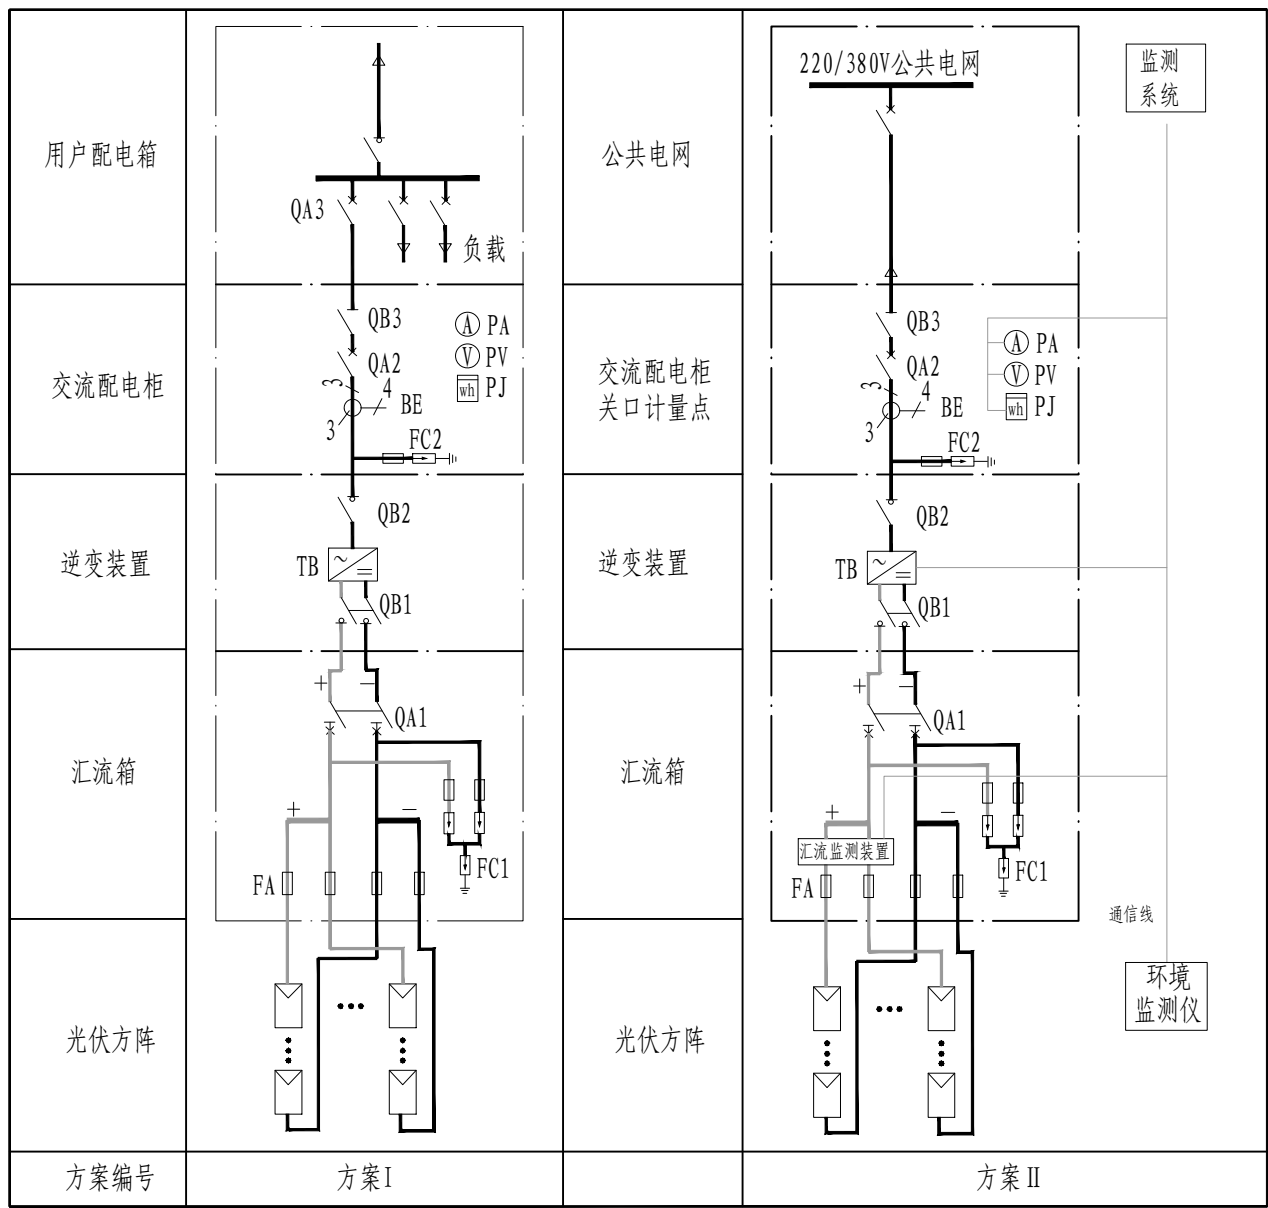 用户配电箱
QA3
负载
公共电网
220/380V公共电网
监测
系统
交流配电柜
QB3
QA2
3
4
BE
3
FC2
A PA
V PV
wh PJ
交流配电柜
关口计量点
QB3
QA2
3
4
BE
3
FC2
A PA
V PV
wh PJ
逆变装置
QB2
TB
QB1
逆变装置
QB2
TB
QB1
汇流箱
+
−
QA1
+
−
FC1
FA
汇流箱
+
−
QA1
+
−
汇流监测装置
FC1
FA
通信线
光伏方阵
光伏方阵
环境
监测仪
方案编号
方案I
方案II